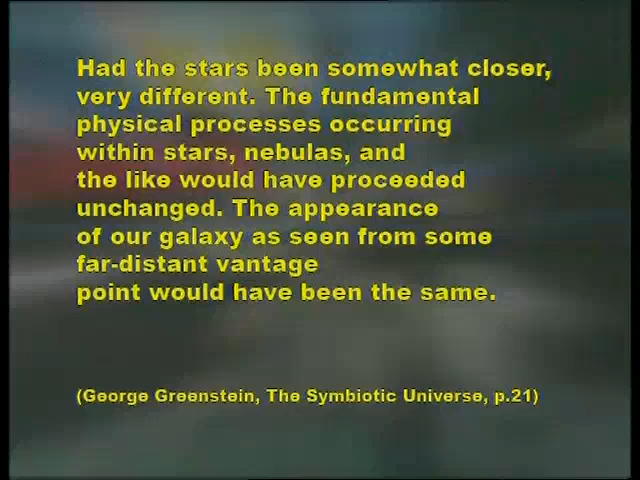 Had the stars been somewhat closer,
very different. The fundamental
physical processes occurring
within stars, nebulas, and
the like would have proceeded
unchanged. The appearance
of our galaxy as seen from some
far-distant vantage
point would have been the same.
(George Greenstein, The Symbiotic Universe, p.21)